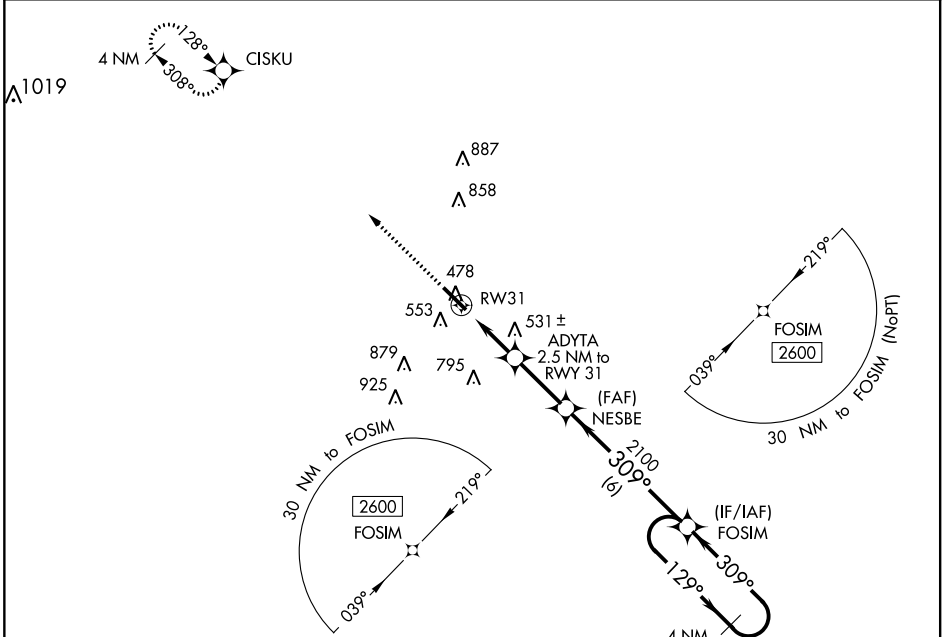 128°
CISKU
4 NM
308°
1019
887
858
478
RW31
553
531±
ADYTA
2.5 NM to
RWY 31
879
795
925
(FAF)
NESBE
2100
309°
(6)
(IF/IAF)
FOSIM
309°
129°
4 NM
219°
FOSIM
2600
039°
30 NM to FOSIM (NoPT)
30 NM to FOSIM
219°
2600
FOSIM
039°